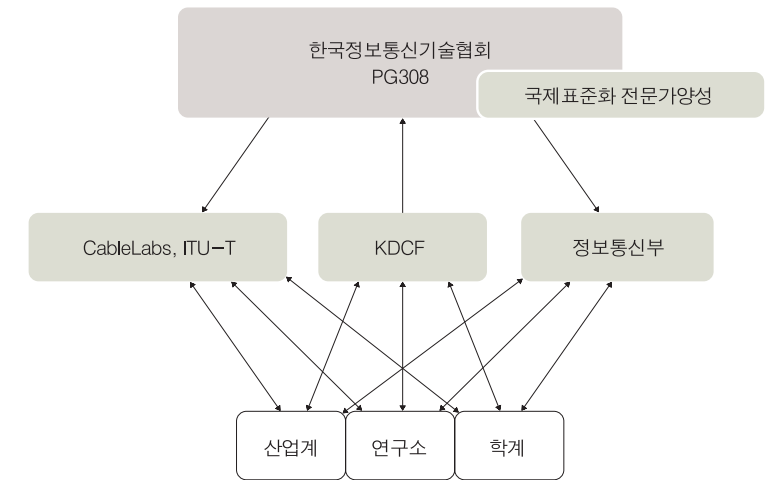 한국정보통신기술협회
PG308
국제표준화 전문가양성
CableLabs, ITU-T
KDCF
정보통신부
산업계
연구소
학계